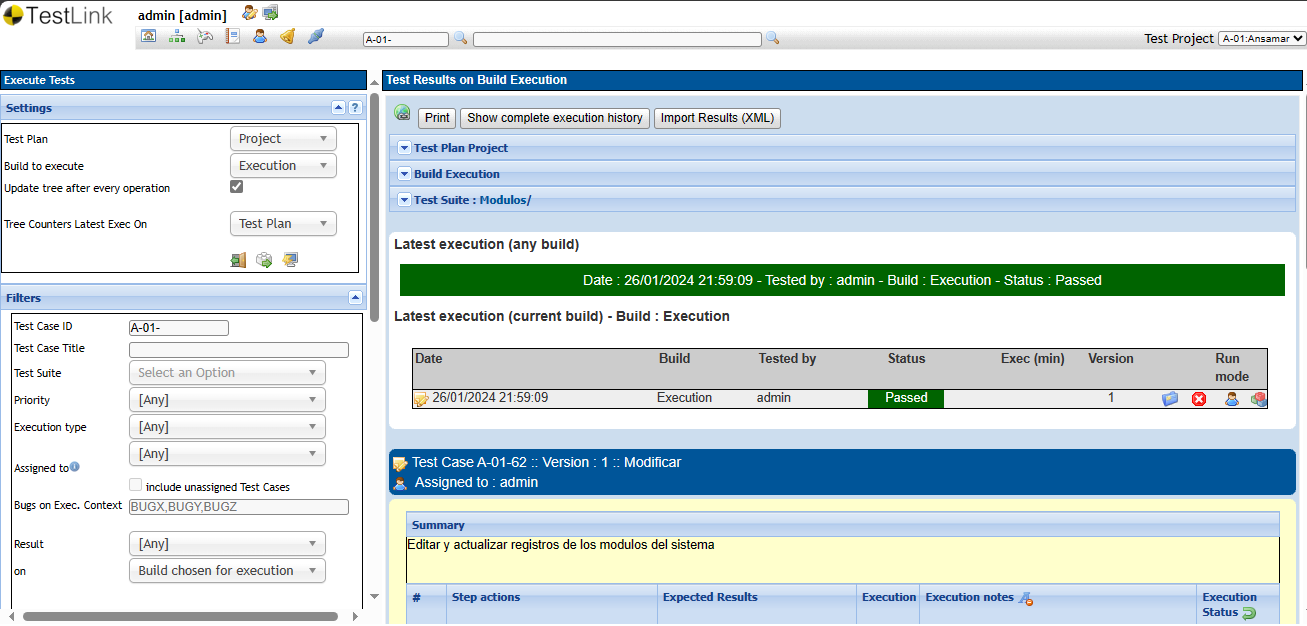 TestLink
admin [admin]
A-01-
Test Project A-01:Ansamar
Execute Tests
Settings
?
Test Plan Project
Build to execute Execution
Update tree after every operation
Tree Counters Latest Exec On Test Plan
Filters
Test Case ID A-01-
Test Case Title
Test Suite Select an Option
Priority [Any]
Execution type [Any]
[Any]
Assigned to
include unassigned Test Cases
Bugs on Exec. Context BUGX,BUGY,BUGZ
Result [Any]
on Build chosen for execution
Test Results on Build Execution
Print Show complete execution history Import Results (XML)
Test Plan Project
Build Execution
Test Suite : Modulos/
Latest execution (any build)
Date : 26/01/2024 21:59:09 - Tested by : admin - Build : Execution - Status : Passed
Latest execution (current build) - Build : Execution
Date Build Tested by Status Exec (min) Version Run
mode
26/01/2024 21:59:09 Execution admin Passed 1
Test Case A-01-62 :: Version : 1 :: Modificar
Assigned to : admin
Summary
Editar y actualizar registros de los modulos del sistema
# Step actions Expected Results Execution Execution notes Execution
Status